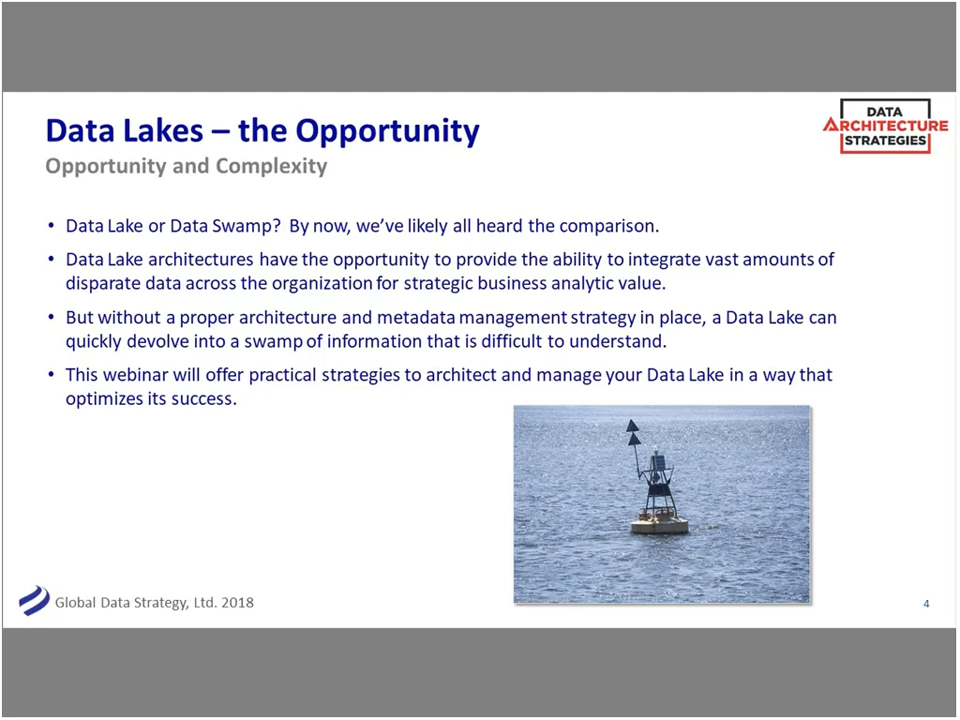 Data Lakes – the Opportunity
Opportunity and Complexity
DATA
ARCHITECTURE
STRATEGIES
• Data Lake or Data Swamp?  By now, we’ve likely all heard the comparison.
• Data Lake architectures have the opportunity to provide the ability to integrate vast amounts of
disparate data across the organization for strategic business analytic value.
• But without a proper architecture and metadata management strategy in place, a Data Lake can
quickly devolve into a swamp of information that is difficult to understand.
• This webinar will offer practical strategies to architect and manage your Data Lake in a way that
optimizes its success.
Global Data Strategy, Ltd. 2018
4